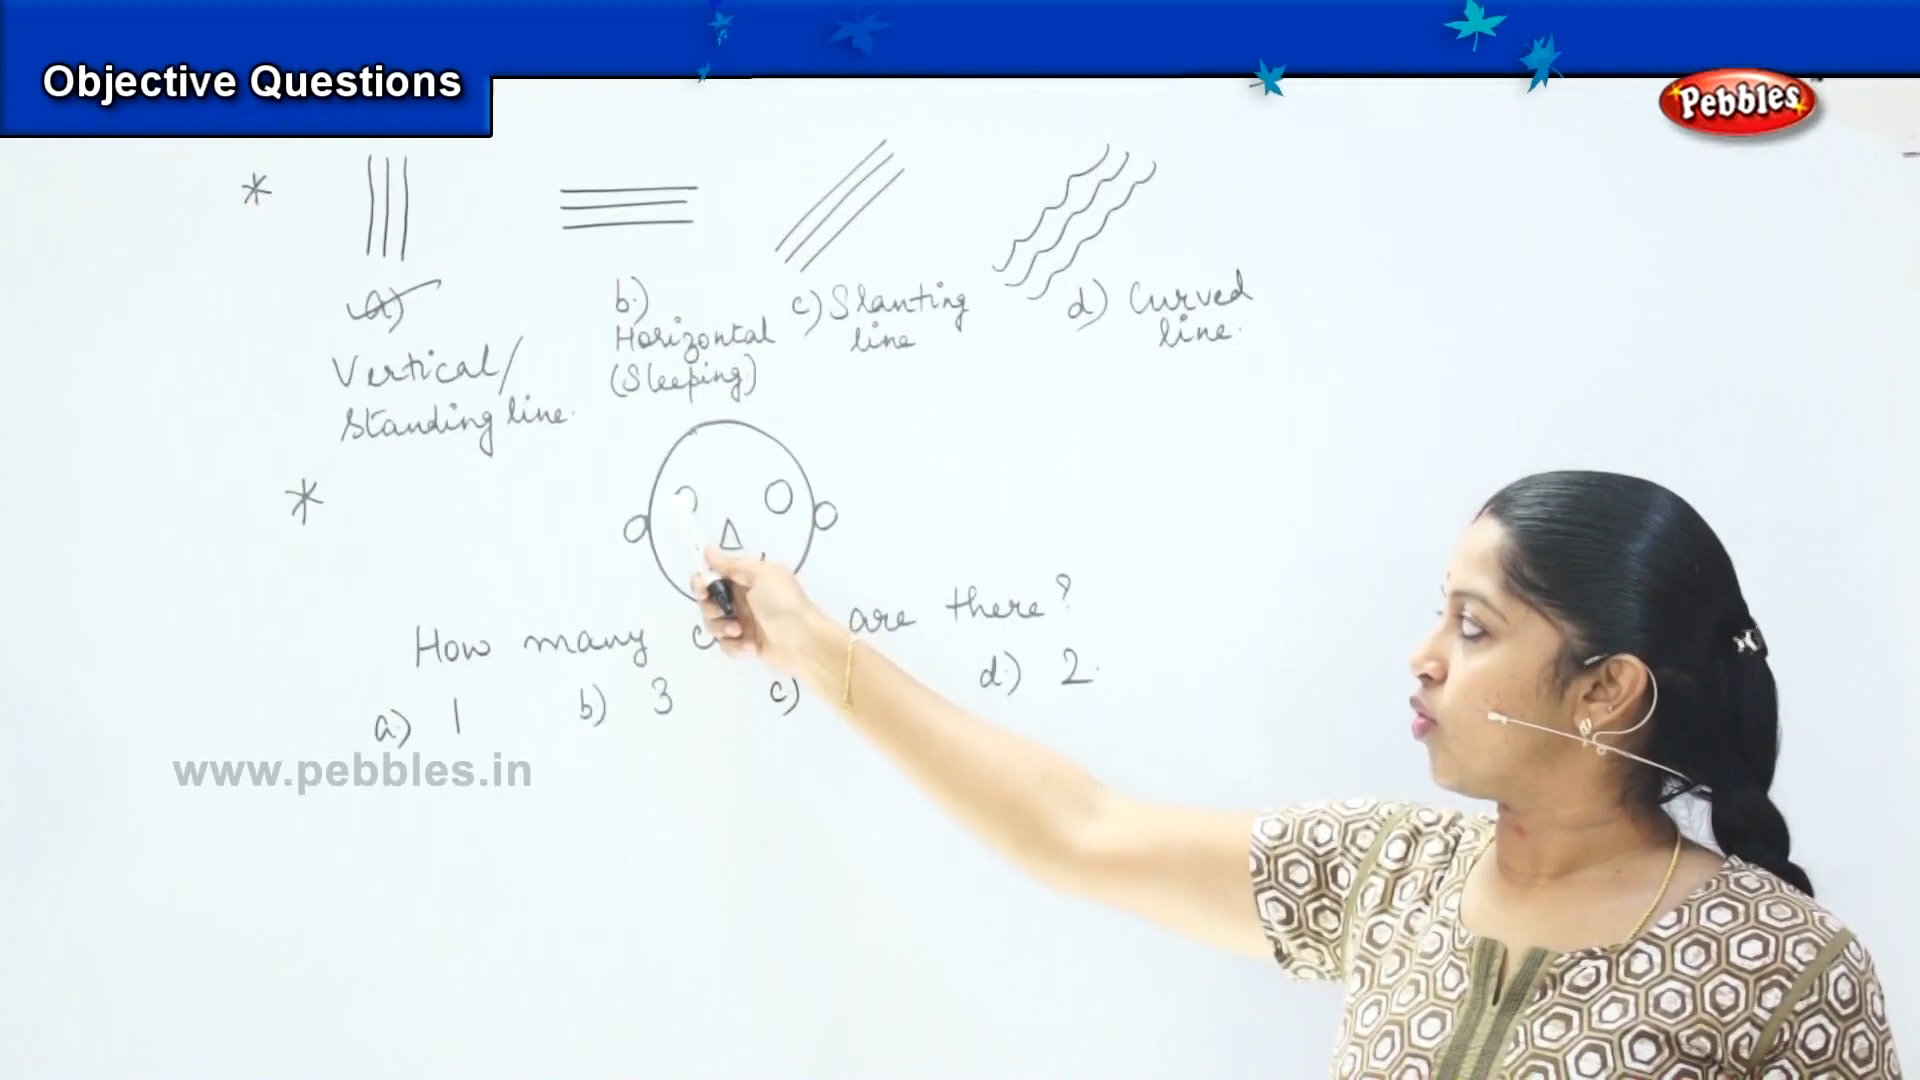 Objective Questions
Pebbles
* 
a)
b)
c) Slanting
line
d) Curved
line.
Horizontal
(Sleeping)
Vertical/
Standing line.
*
How many are there?
a) 1 b) 3 c) d) 2.
www.pebbles.in